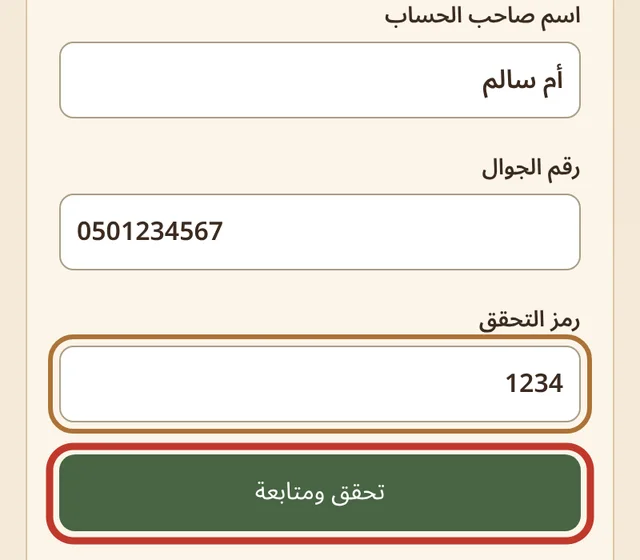 اسم صاحب الحساب
أم سالم
رقم الجوال
0501234567
رمز التحقق
1234
تحقق ومتابعة